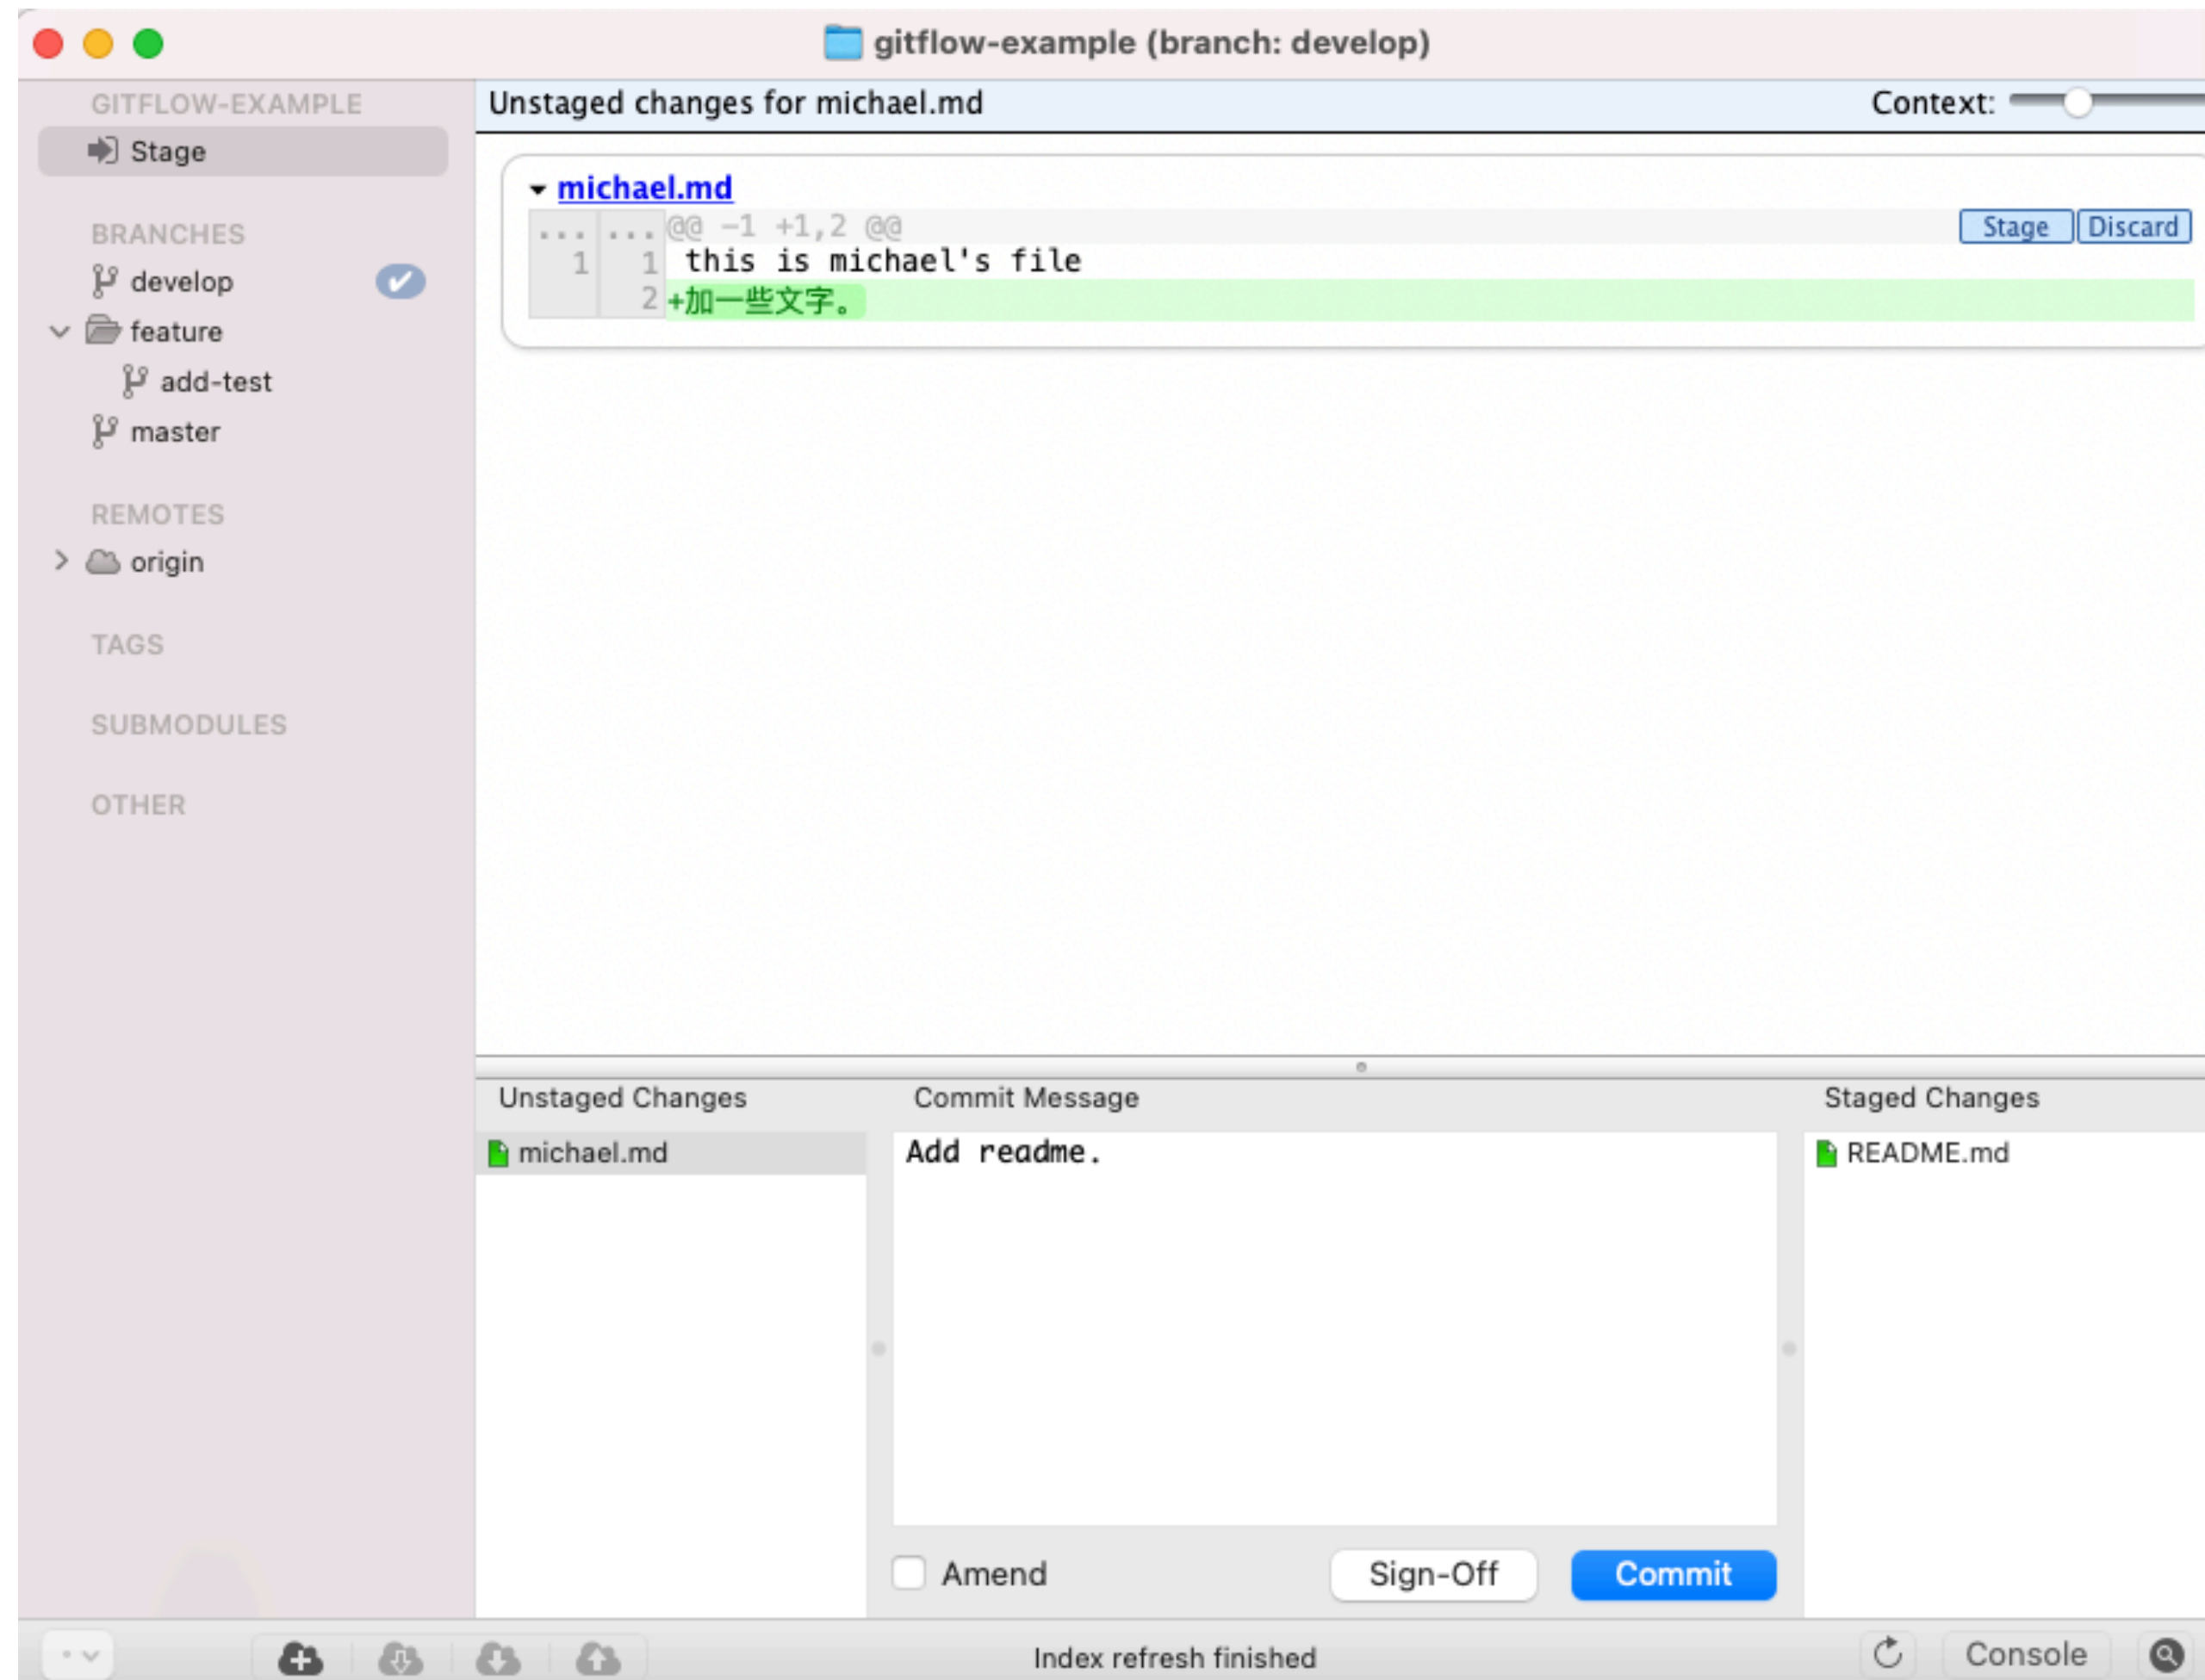 gitflow-example (branch: develop)
GITFLOW-EXAMPLE
Stage
BRANCHES
develop
feature
add-test
master
REMOTES
origin
TAGS
SUBMODULES
OTHER
Unstaged changes for michael.md
Context:
michael.md
... ... @@ -1 +1,2 @@
Stage Discard
1 1 this is michael's file
2 +加一些文字。
Unstaged Changes
michael.md
Commit Message
Add readme.
Amend
Sign-Off
Commit
Staged Changes
README.md
Index refresh finished
Console